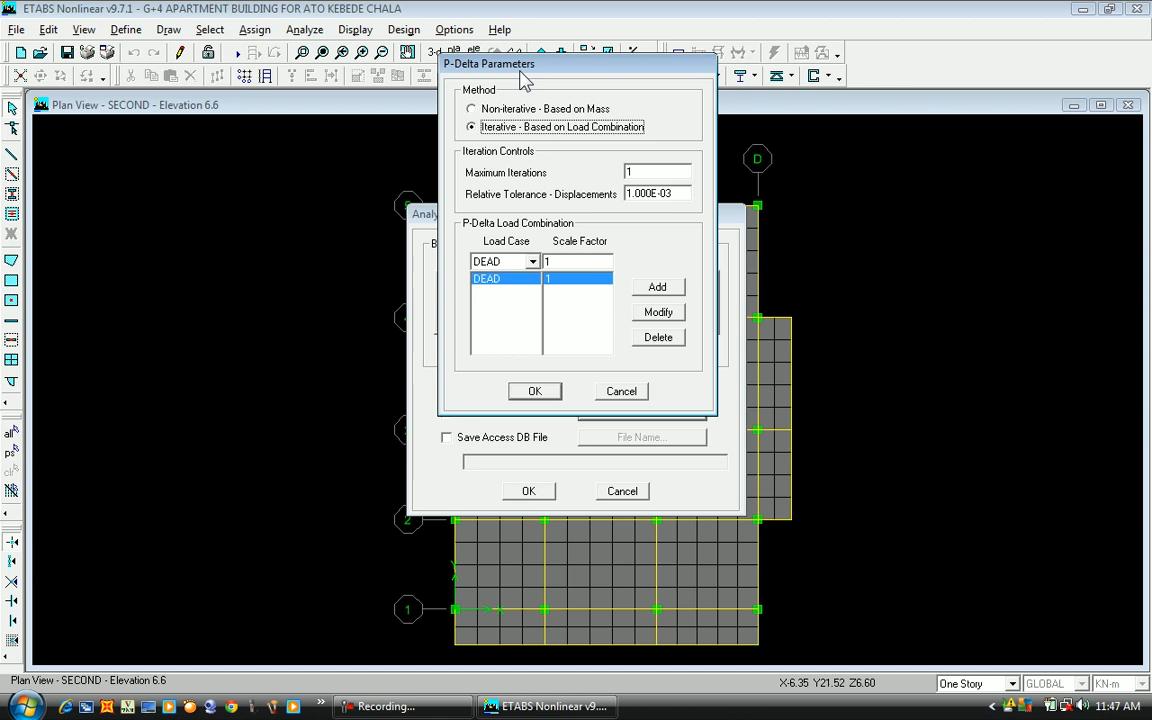 ETABS Nonlinear v9.7.1 - G+4 APARTMENT BUILDING FOR ATO KEBEDE CHALA
File Edit View Define Draw Select Assign Analyze Display Design Options Help
P-Delta Parameters
Plan View - SECOND - Elevation 6.6
Method
Non-iterative - Based on Mass
Iterative - Based on Load Combination
Iteration Controls
Maximum Iterations 1
Relative Tolerance - Displacements 1.000E-03
P-Delta Load Combination
Load Case Scale Factor
DEAD 1
DEAD 1
Add
Modify
Delete
OK Cancel
Save Access DB File File Name...
OK Cancel
D
2
1
X
Plan View - SECOND - Elevation 6.6 X-6.35 Y21.52 Z6.60 One Story GLOBAL KN-m
Recording... ETABS Nonlinear v9.... 11:47 AM